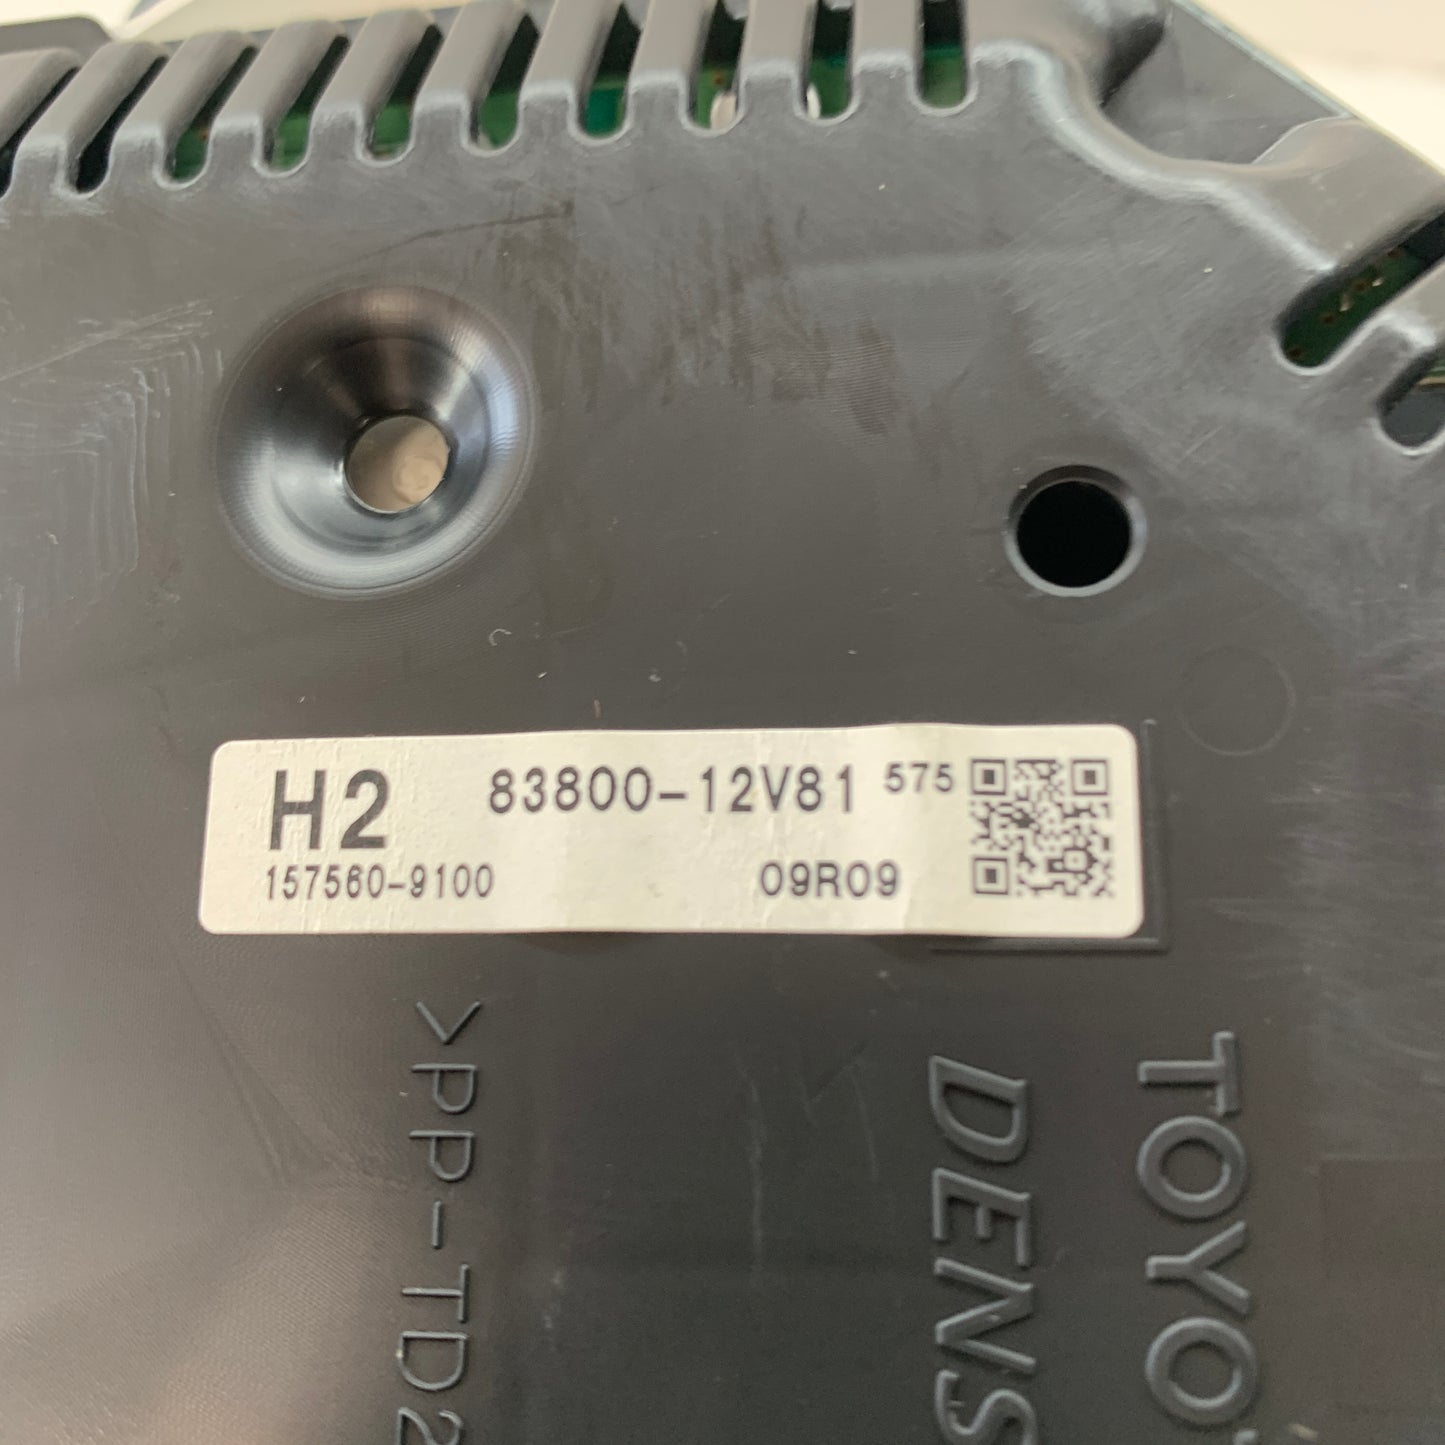 H2 83800-12V81 575
157560-9100 09R09
>PP-TD2
DENS
TOYO